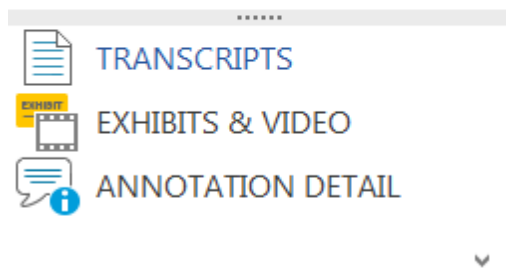 TRANSCRIPTS
EXHIBIT
EXHIBITS & VIDEO
ANNOTATION DETAIL